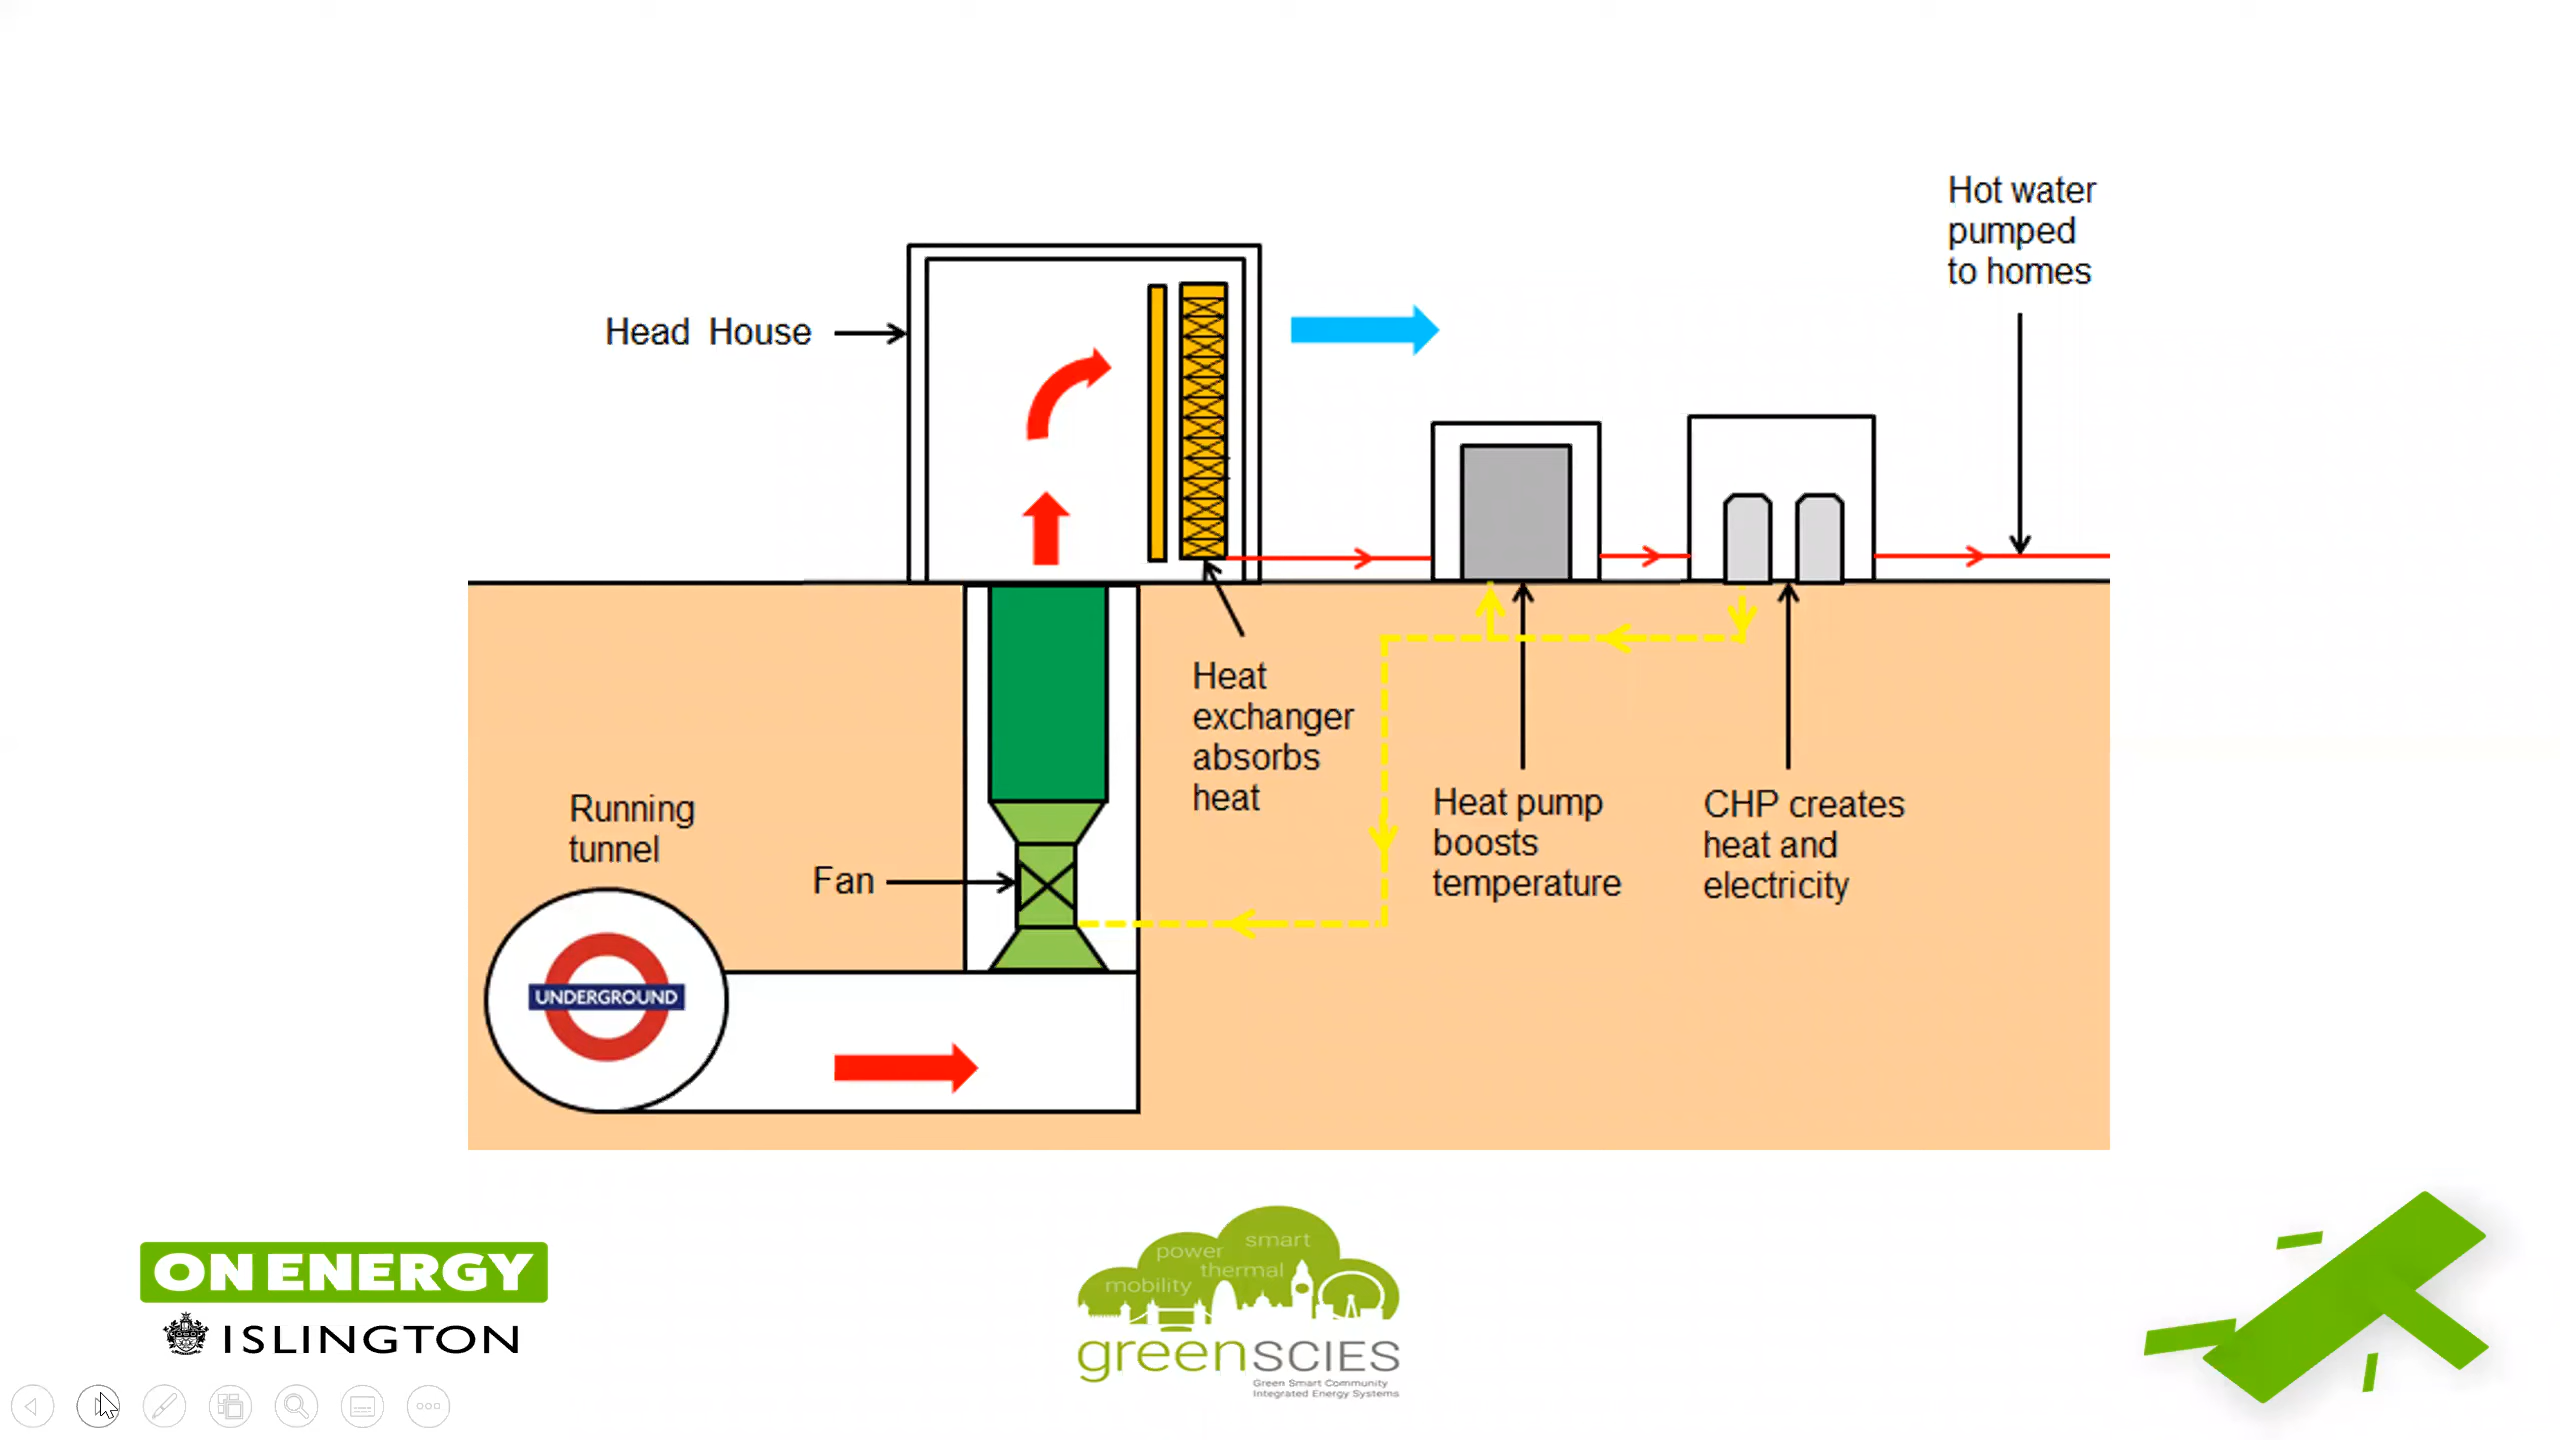 Hot water
pumped
to homes
Head House
Heat
exchanger
absorbs
heat
Running
tunnel
Fan
Heat pump
boosts
temperature
CHP creates
heat and
electricity
UNDERGROUND
ON ENERGY
ISLINGTON
power smart
thermal
mobility
greenSCIES
Green Smart Community
Integrated Energy Systems